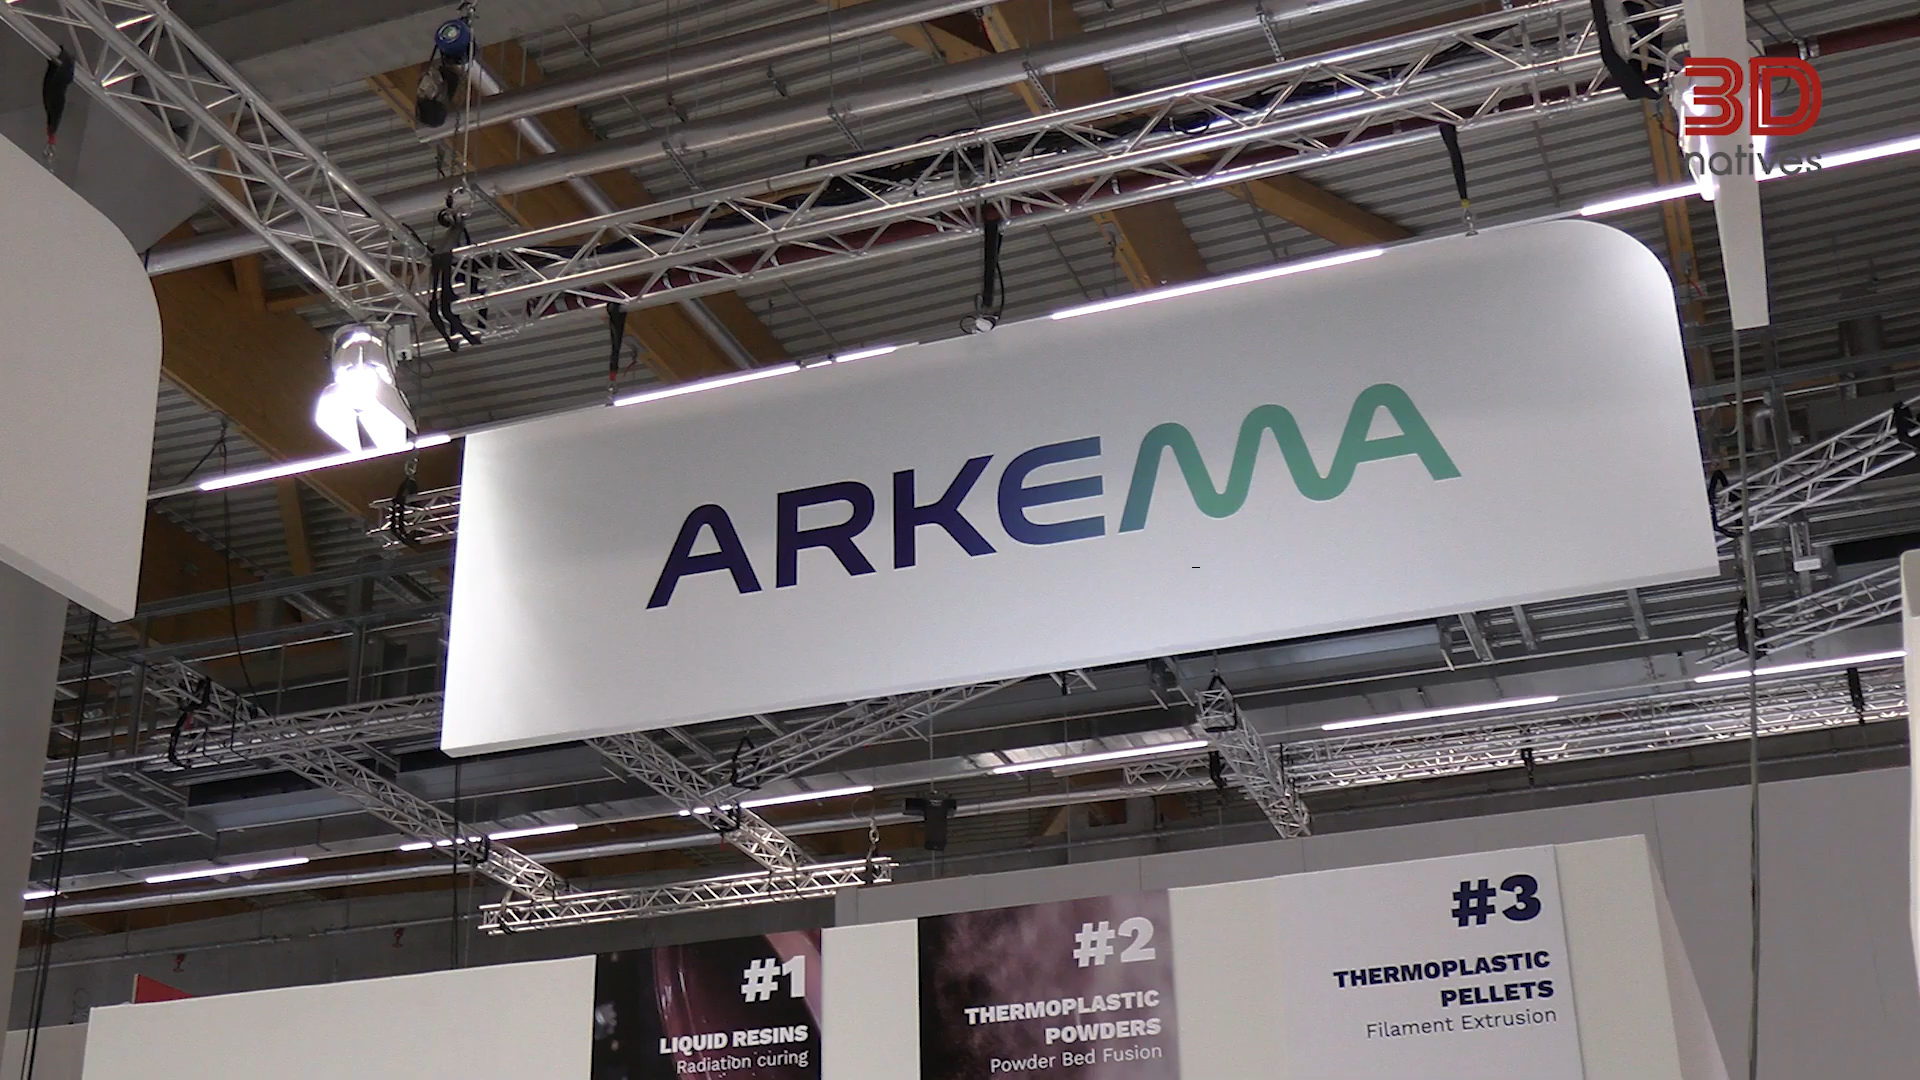 3D
natives
ARKEMA
#1
LIQUID RESINS
Radiation curing
#2
THERMOPLASTIC
POWDERS
Powder Bed Fusion
#3
THERMOPLASTIC
PELLETS
Filament Extrusion